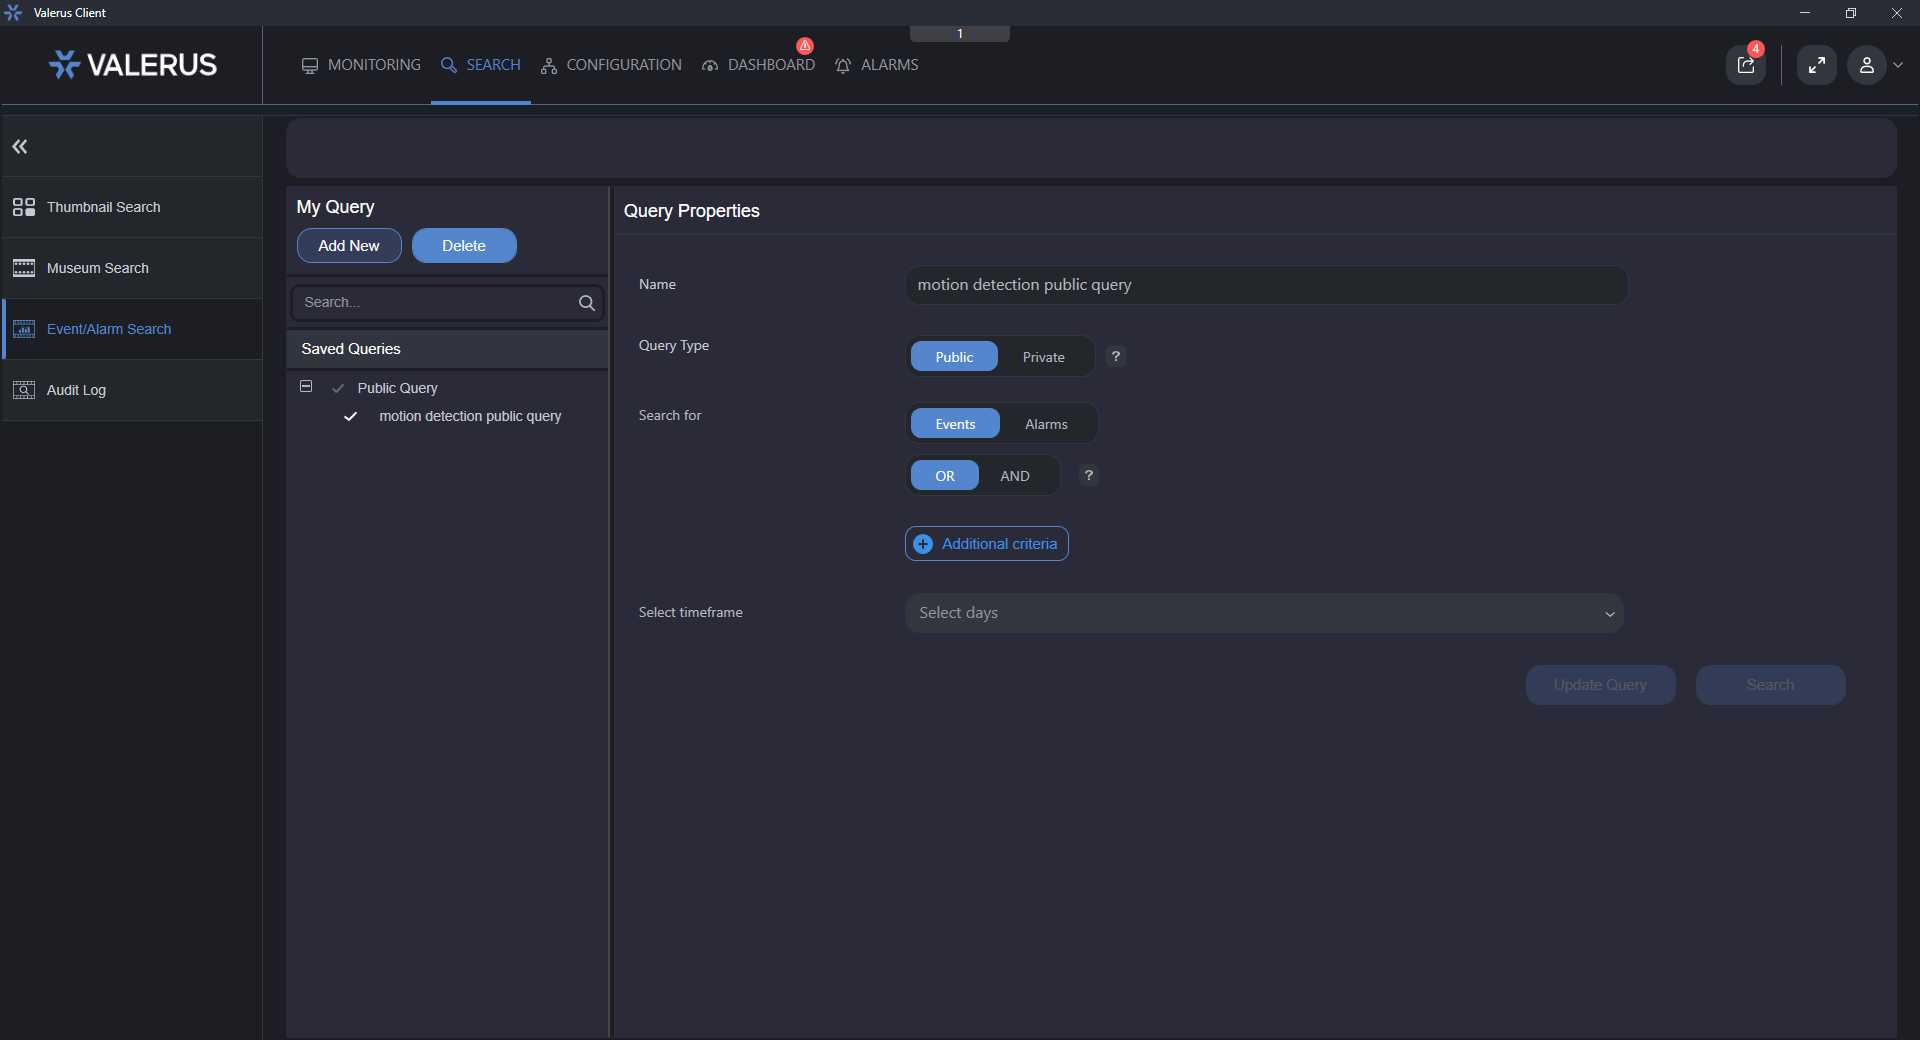 Valerus Client
1
VALERUS
MONITORING
SEARCH
CONFIGURATION
DASHBOARD
ALARMS
4
Thumbnail Search
Museum Search
Event/Alarm Search
Audit Log
My Query
Add New
Delete
Search...
Saved Queries
Public Query
motion detection public query
Query Properties
Name
motion detection public query
Query Type
Public
Private
?
Search for
Events
Alarms
OR
AND
?
Additional criteria
Select timeframe
Select days
Update Query
Search